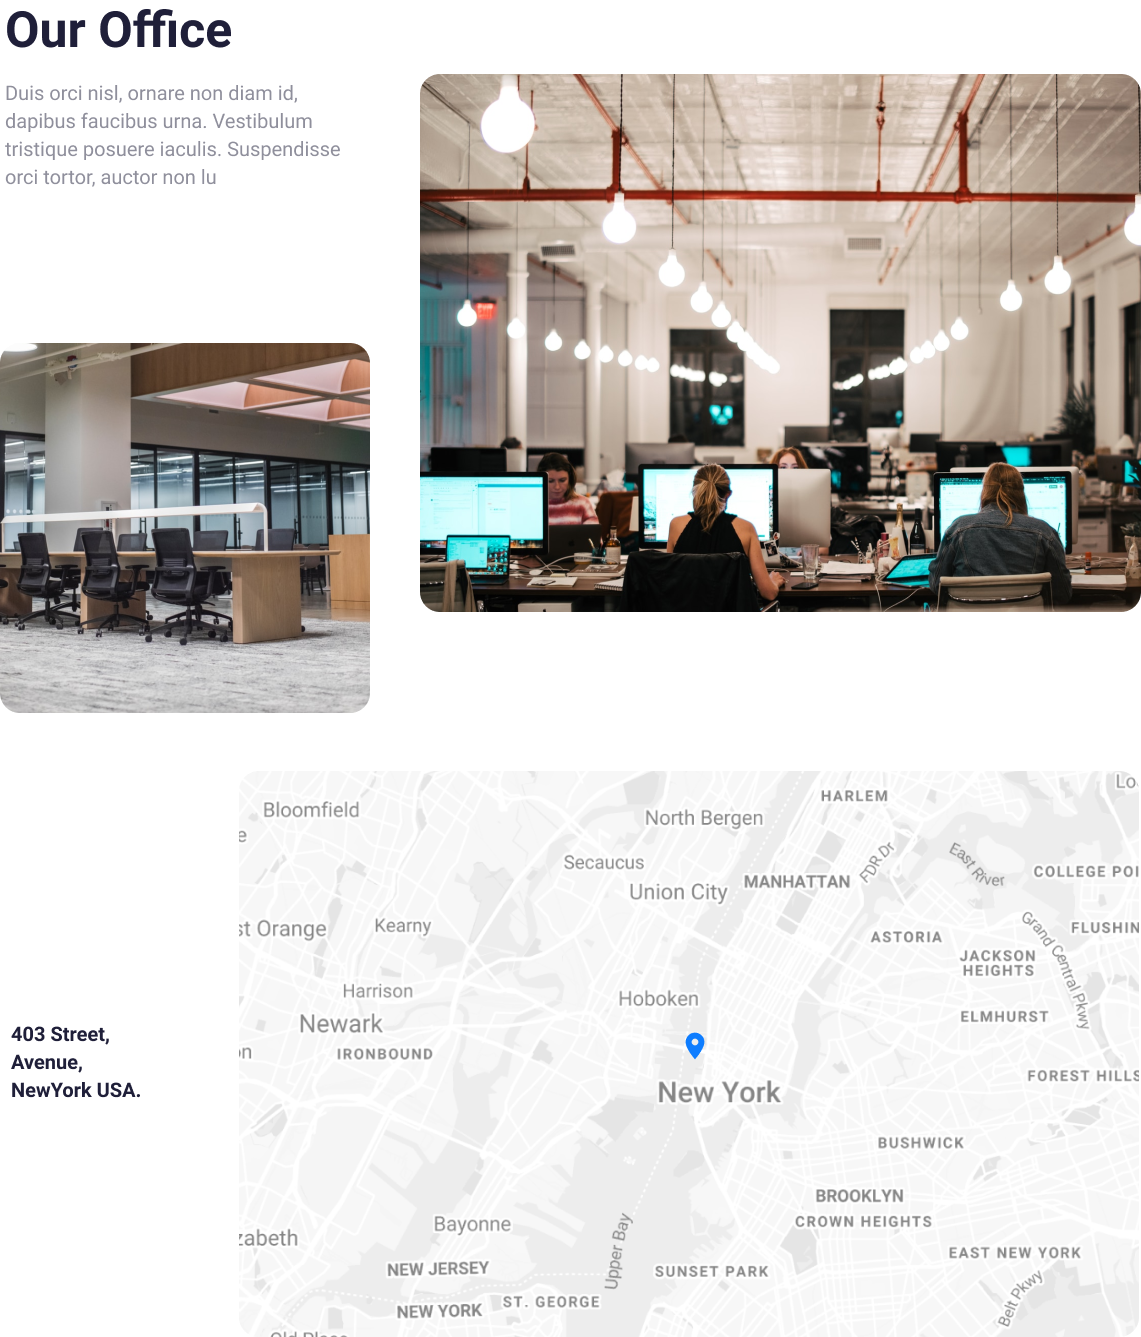 Our Office
Duis orci nisl, ornare non diam id,
dapibus faucibus urna. Vestibulum
tristique posuere iaculis. Suspendisse
orci tortor, auctor non lu
403 Street,
Avenue,
NewYork USA.
HARLEM
Lo
Bloomfield
North Bergen
e
Secaucus
FDR Dr
East River
COLLEGE POI
MANHATTAN
Union City
st Orange
Kearny
Grand Central Pkwy
FLUSHIN
ASTORIA
JACKSON
HEIGHTS
Harrison
Hoboken
ELMHURST
Newark
on
IRONBOUND
FOREST HILLS
New York
BUSHWICK
BROOKLYN
CROWN HEIGHTS
Bayonne
zabeth
Upper Bay
EAST NEW YORK
NEW JERSEY
SUNSET PARK
Belt Pkwy
ST. GEORGE
NEW YORK
Old Place